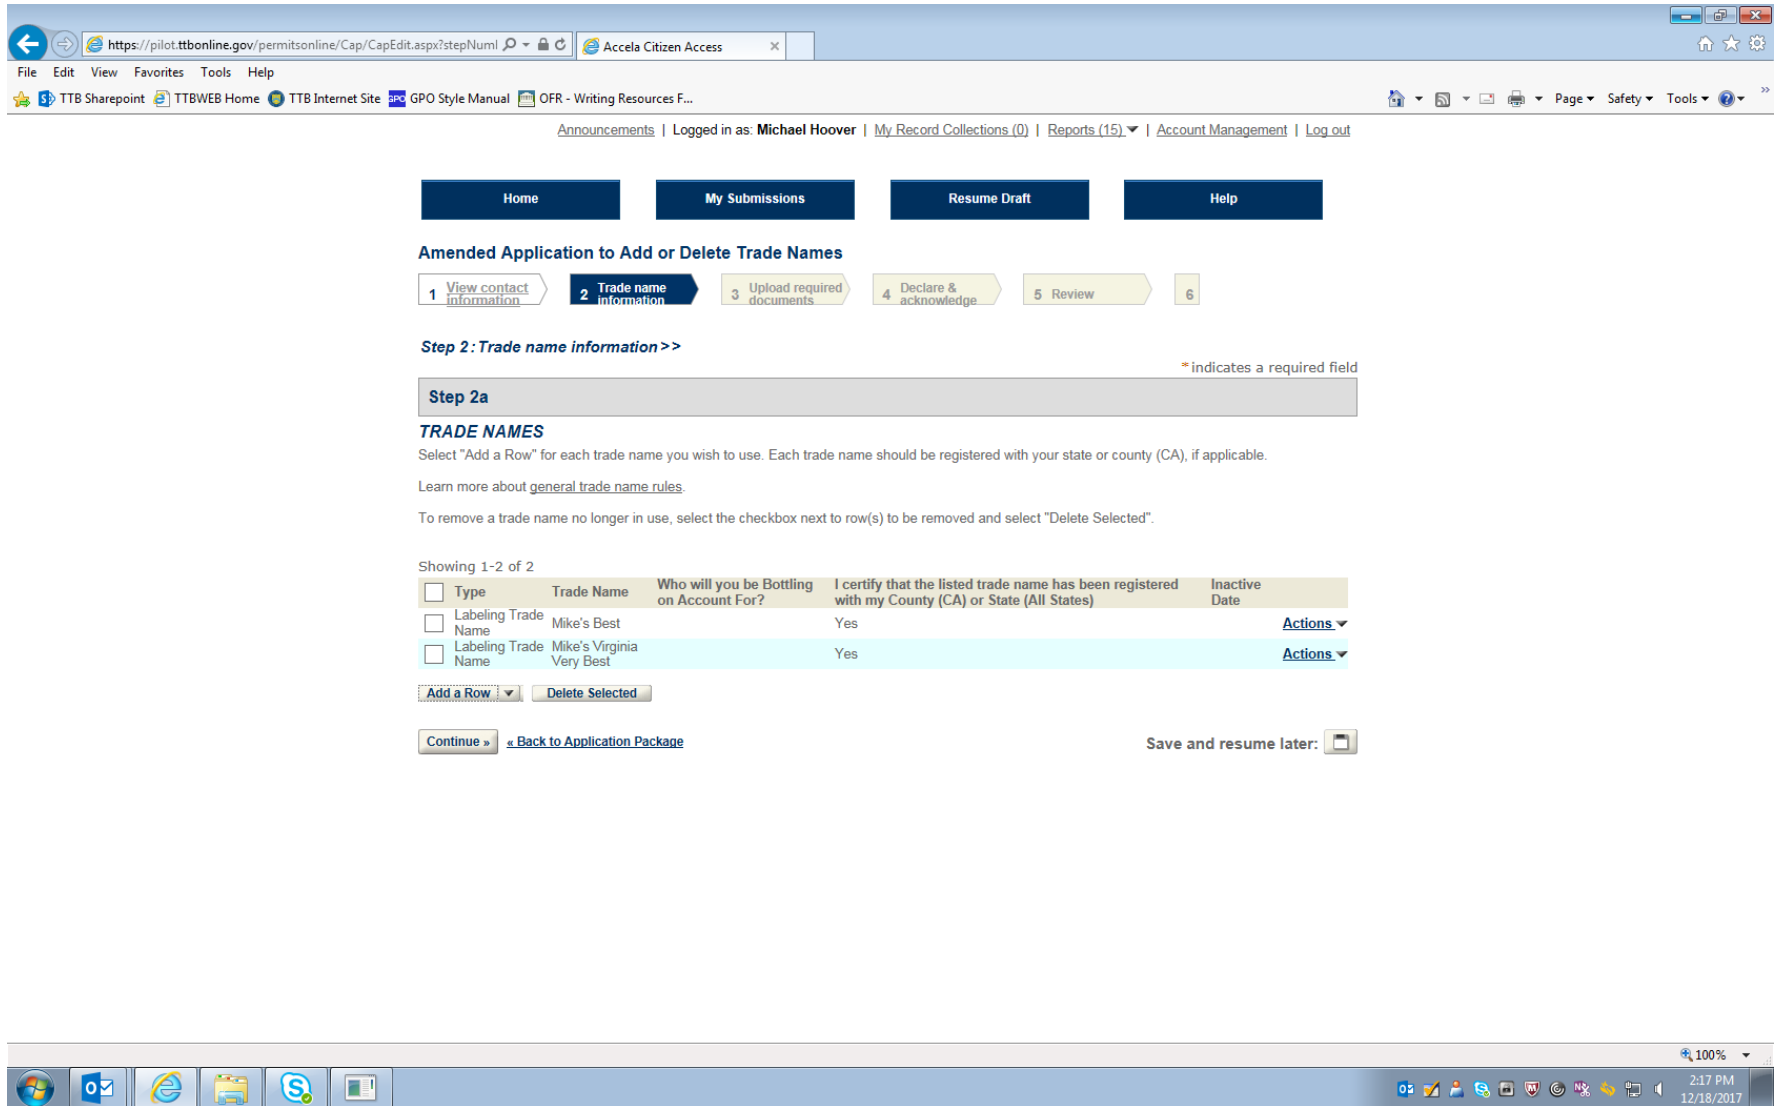 https://pilot.ttbonline.gov/permitsonline/Cap/CapEdit.aspx?stepNuml
Accela Citizen Access
File Edit View Favorites Tools Help
TTB Sharepoint TTBWEB Home TTB Internet Site GPO GPO Style Manual OFR - Writing Resources F...
Page Safety Tools
Announcements | Logged in as: Michael Hoover | My Record Collections (0) | Reports (15) | Account Management | Log out
Home My Submissions Resume Draft Help
Amended Application to Add or Delete Trade Names
1 View contact information
2 Trade name information
3 Upload required documents
4 Declare & acknowledge
5 Review
6
Step 2:Trade name information>>
*indicates a required field
Step 2a
TRADE NAMES
Select "Add a Row" for each trade name you wish to use. Each trade name should be registered with your state or county (CA), if applicable.
Learn more about general trade name rules.
To remove a trade name no longer in use, select the checkbox next to row(s) to be removed and select "Delete Selected".
Showing 1-2 of 2
Type Trade Name Who will you be Bottling on Account For? I certify that the listed trade name has been registered with my County (CA) or State (All States) Inactive Date
Labeling Trade Name Mike's Best Yes Actions
Labeling Trade Name Mike's Virginia Very Best Yes Actions
Add a Row Delete Selected
Continue » « Back to Application Package Save and resume later:
100%
2:17 PM
12/18/2017